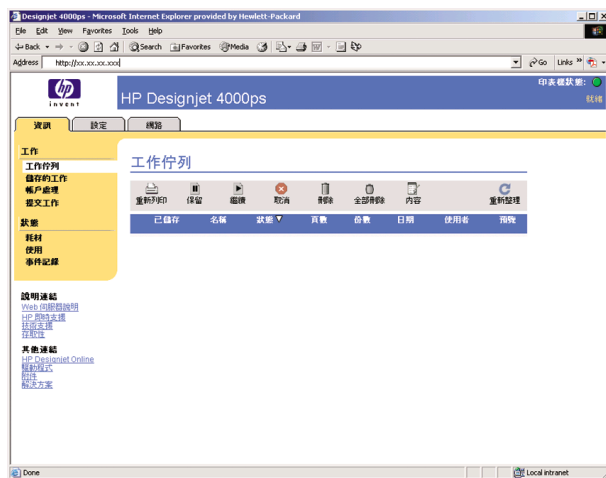 Designjet 4000ps - Microsoft Internet Explorer provided by Hewlett-Packard
File Edit View Favorites Tools Help
Back Search Favorites Media
Address http://xx.xx.xx.xxx Go Links
hp
invent
HP Designjet 4000ps
印表機狀態:
就緒
資訊 設定 網路
工作
工作佇列
儲存的工作
帳戶處理
提交工作
狀態
耗材
使用
事件記錄
說明連結
Web 伺服器說明
HP 即時支援
技術支援
存取性
其他連結
HP Designjet Online
驅動程式
附件
解決方案
工作佇列
重新列印 保留 繼續 取消 刪除 全部刪除 內容 重新整理
已儲存 名稱 狀態 頁數 份數 日期 使用者 預覽
Done Local intranet